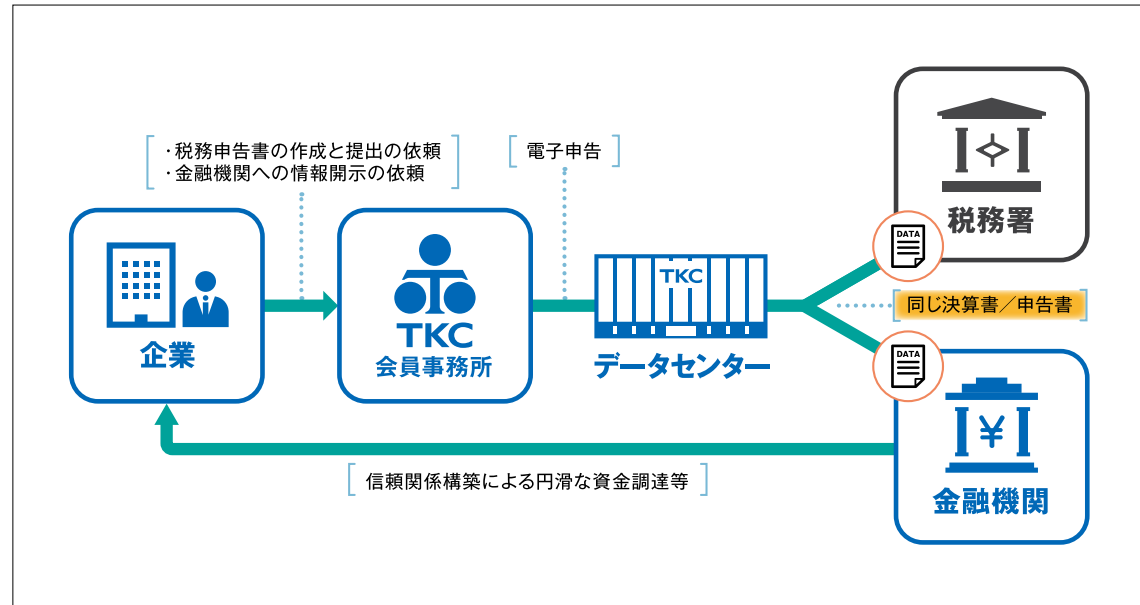 ・税務申告書の作成と提出の依頼
・金融機関への情報開示の依頼
電子申告
税務署
DATA
企業
TKC
会員事務所
TKC
データセンター
同じ決算書／申告書
DATA
¥
金融機関
信頼関係構築による円滑な資金調達等